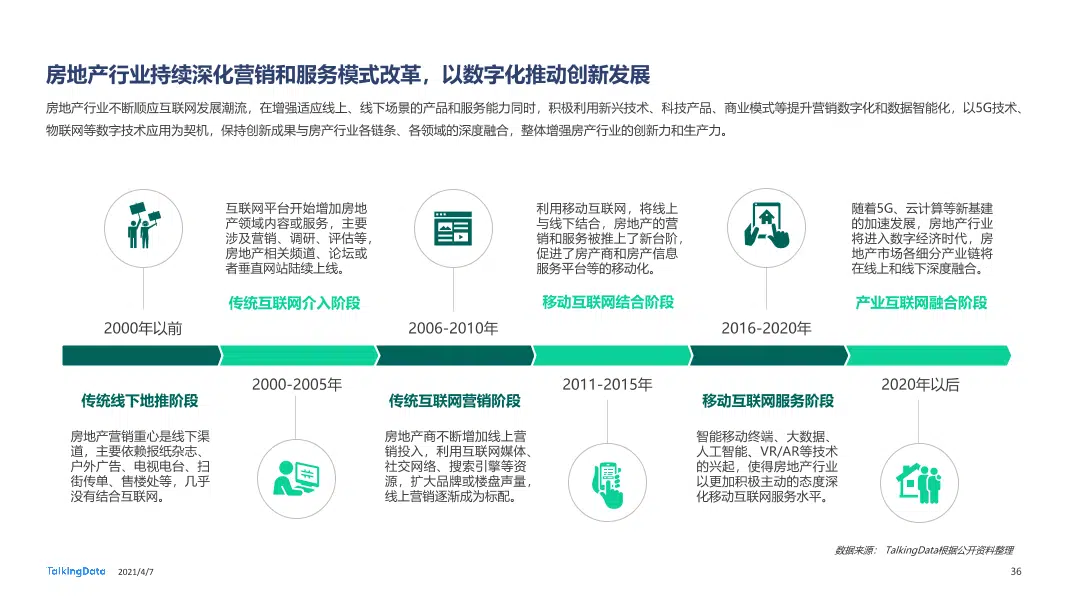 房地产行业持续深化营销和服务模式改革，以数字化推动创新发展
房地产行业不断顺应互联网发展潮流，在增强适应线上、线下场景的产品和服务能力同时，积极利用新兴技术、科技产品、商业模式等提升营销数字化和数据智能化，以5G技术、
物联网等数字技术应用为契机，保持创新成果与房产行业各链条、各领域的深度融合，整体增强房产行业的创新力和生产力。
2000年以前
传统线下地推阶段
房地产营销重心是线下渠
道，主要依赖报纸杂志、
户外广告、电视电台、扫
街传单、售楼处等，几乎
没有结合互联网。
互联网平台开始增加房地
产领域内容或服务，主要
涉及营销、调研、评估等，
房地产相关频道、论坛或
者垂直网站陆续上线。
传统互联网介入阶段
2000-2005年
2006-2010年
传统互联网营销阶段
房地产商不断增加线上营
销投入，利用互联网媒体、
社交网络、搜索引擎等资
源，扩大品牌或楼盘声量，
线上营销逐渐成为标配。
利用移动互联网，将线上
与线下结合，房地产的营
销和服务被推上了新台阶，
促进了房产商和房产信息
服务平台等的移动化。
移动互联网结合阶段
2011-2015年
2016-2020年
移动互联网服务阶段
智能移动终端、大数据、
人工智能、VR/AR等技术
的兴起，使得房地产行业
以更加积极主动的态度深
化移动互联网服务水平。
随着5G、云计算等新基建
的加速发展，房地产行业
将进入数字经济时代，房
地产市场各细分产业链将
在线上和线下深度融合。
产业互联网融合阶段
2020年以后
数据来源： TalkingData根据公开资料整理
TalkingData
2021/4/7
36